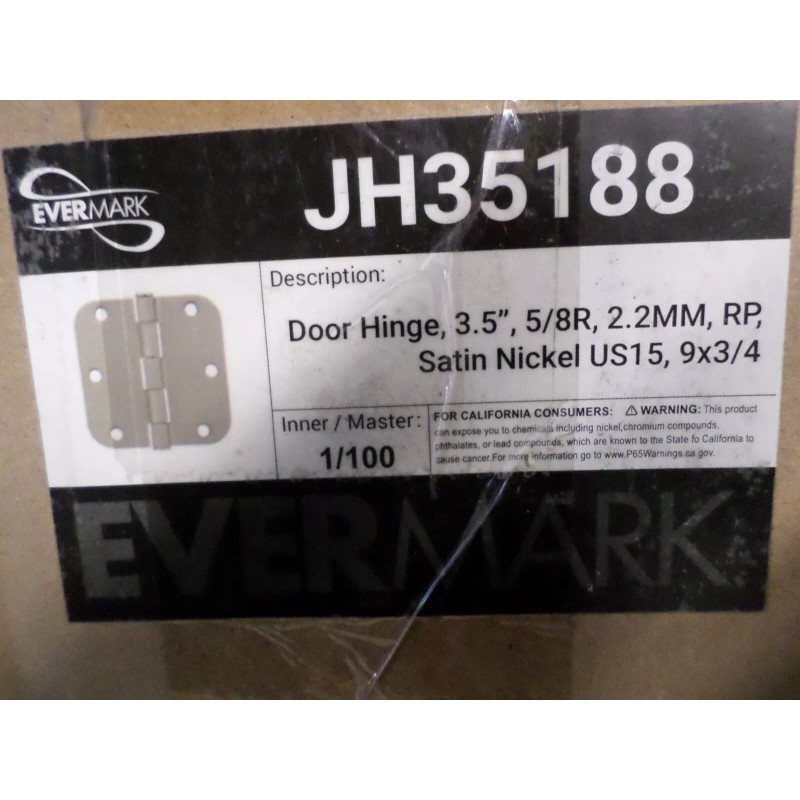 EVERMARK
JH35188
Description:
Door Hinge, 3.5”, 5/8R, 2.2MM, RP,
Satin Nickel US15, 9x3/4
Inner / Master:
1/100
FOR CALIFORNIA CONSUMERS: ⚠ WARNING: This product
can expose you to chemicals including nickel,chromium compounds,
phthalates, or lead compounds, which are known to the State fo California to
cause cancer.For more information go to www.P65Warnings.ca.gov.
EVERMARK